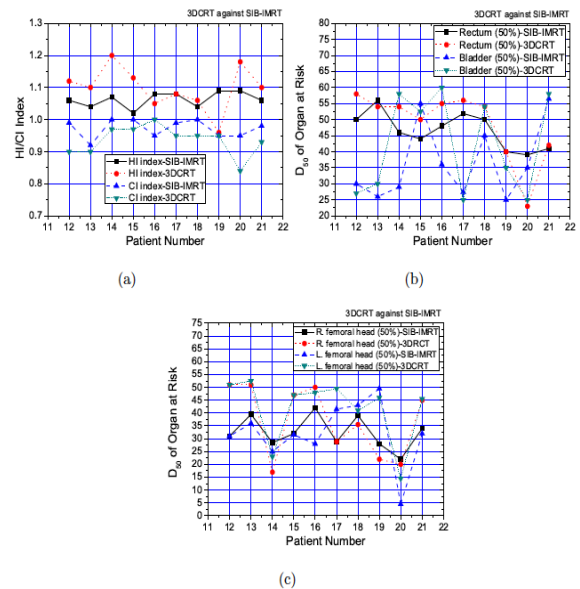 3DCRT against SIB-IMRT
HI/CI Index
1.3
1.2
1.1
1.0
0.9
0.8
0.7
HI index-SIB-IMRT
HI index-3DCRT
CI index-SIB-IMRT
CI index-3DCRT
11 12 13 14 15 16 17 18 19 20 21 22
Patient Number
(a)
3DCRT against SIB-IMRT
D50 of Organ at Risk
80
75
70
65
60
55
50
45
40
35
30
25
20
Rectum (50%)-SIB-IMRT
Rectum (50%)-3DCRT
Bladder (50%)-SIB-IMRT
Bladder (50%)-3DCRT
11 12 13 14 15 16 17 18 19 20 21 22
Patient Number
(b)
3DCRT against SIB-IMRT
D50 of Organ at Risk
75
70
65
60
55
50
45
40
35
30
25
20
15
10
5
0
R. femoral head (50%)-SIB-IMRT
R. femoral head (50%)-3DRCT
L. femoral head (50%)-SIB-IMRT
L. femoral head (50%)-3DCRT
11 12 13 14 15 16 17 18 19 20 21 22
Patient Number
(c)